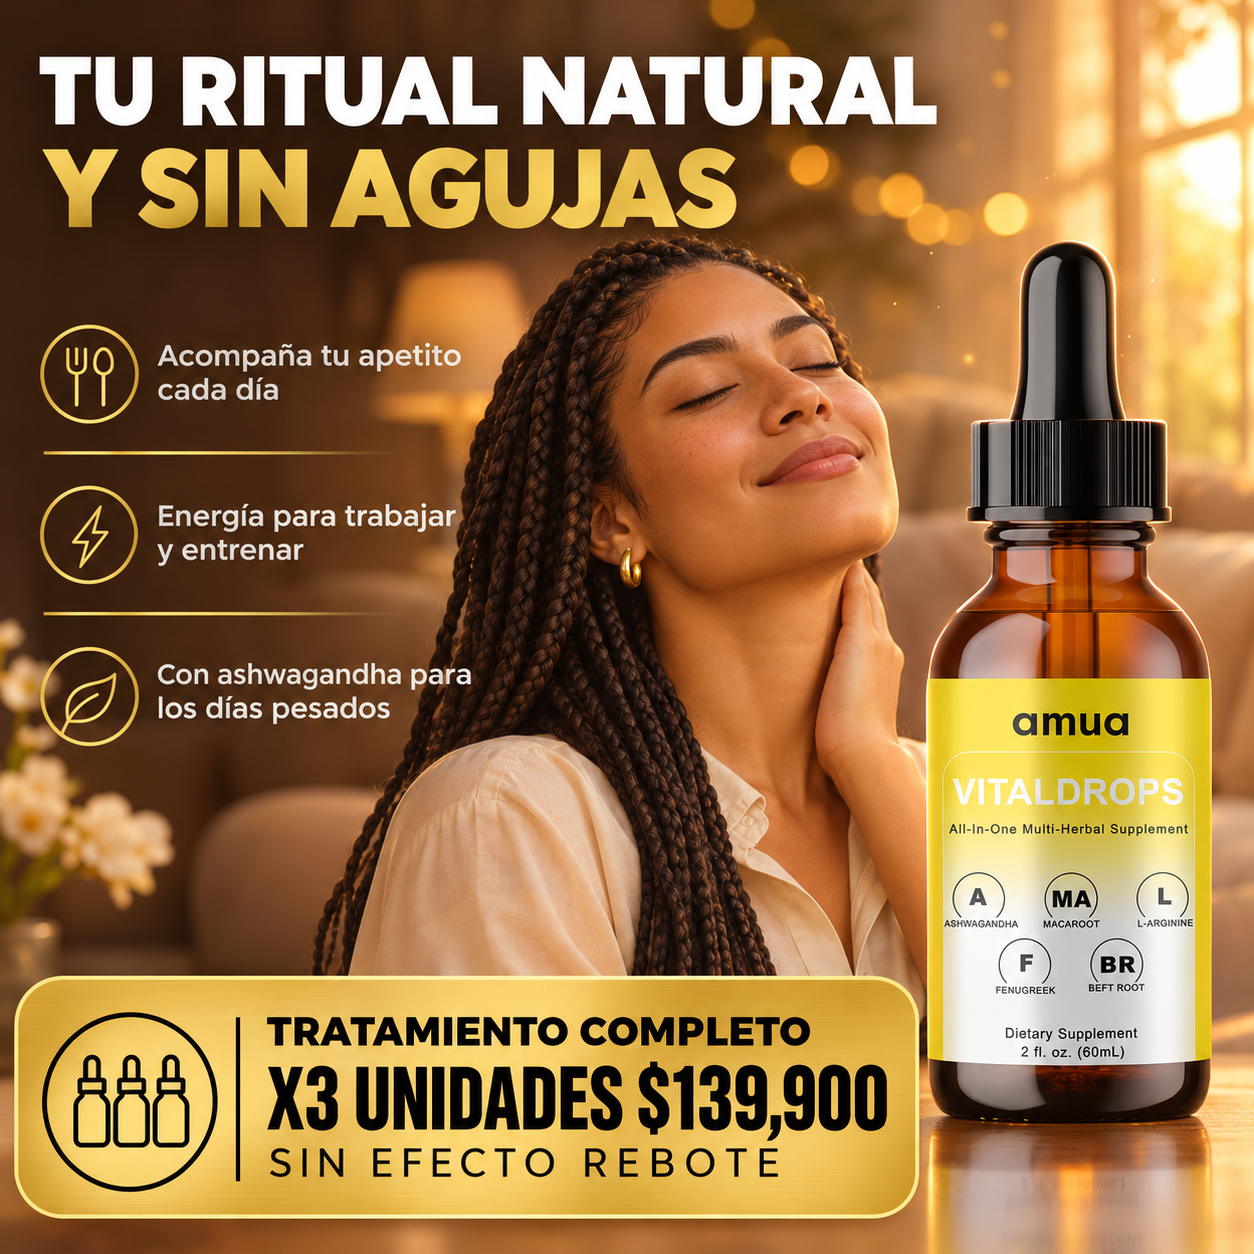 TU RITUAL NATURAL
Y SIN AGUJAS
Acompaña tu apetito
cada día
Energía para trabajar
y entrenar
Con ashwagandha para
los días pesados
amua
VITALDROPS
All-In-One Multi-Herbal Supplement
A MA L
ASHWAGANDHA MACAROOT L-ARGININE
F BR
FENUGREEK BEFT ROOT
Dietary Supplement
2 fl. oz. (60mL)
TRATAMIENTO COMPLETO
X3 UNIDADES $139,900
SIN EFECTO REBOTE